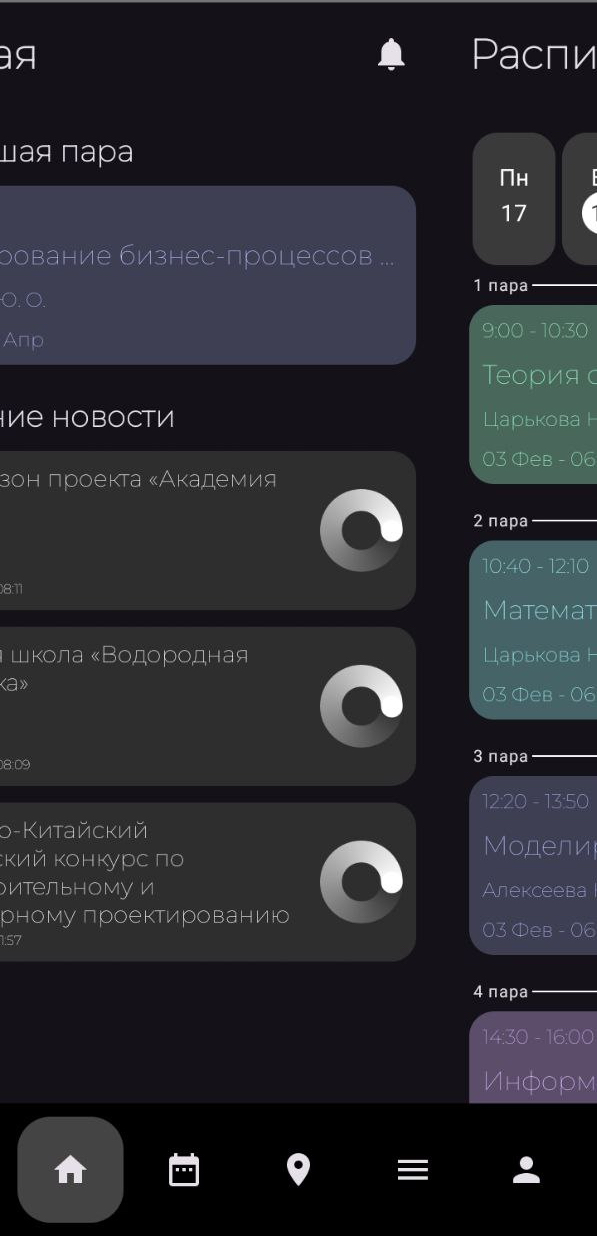 ая
шая пара
рование бизнес-процессов ...
Ю. О.
Апр
ние новости
зон проекта «Академия
08:11
я школа «Водородная
ка»
08:09
о-Китайский
ский конкурс по
оительному и
рному проектированию
1:57
Распи
Пн
17
1 пара
9:00 - 10:30
Теория
Царькова Н
03 Фев - 06
2 пара
10:40 - 12:10
Математ
Царькова Н
03 Фев - 06
3 пара
12:20 - 13:50
Моделир
Алексеева
03 Фев - 06
4 пара
14:30 - 16:00
Информ